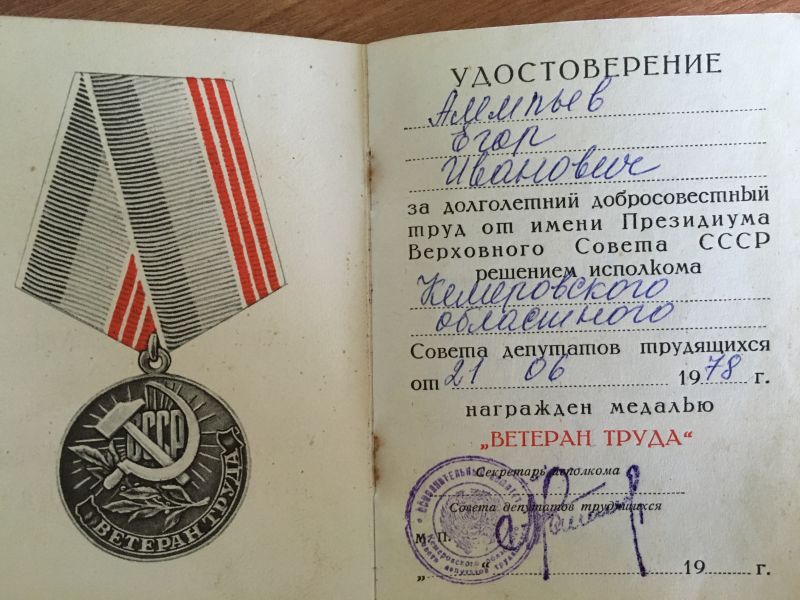 СССР
ВЕТЕРАН ТРУДА
УДОСТОВЕРЕНИЕ
Алемпьев
Егор
Иванович
за долголетний добросовестный
труд от имени Президиума
Верховного Совета СССР
решением исполкома
Кемеровского
областного
Совета депутатов трудящихся
от 21 06 1978 г.
награжден медалью
„ВЕТЕРАН ТРУДА“
Секретарь исполкома
Совета депутатов трудящихся
М. П.
„ “ 19 г.